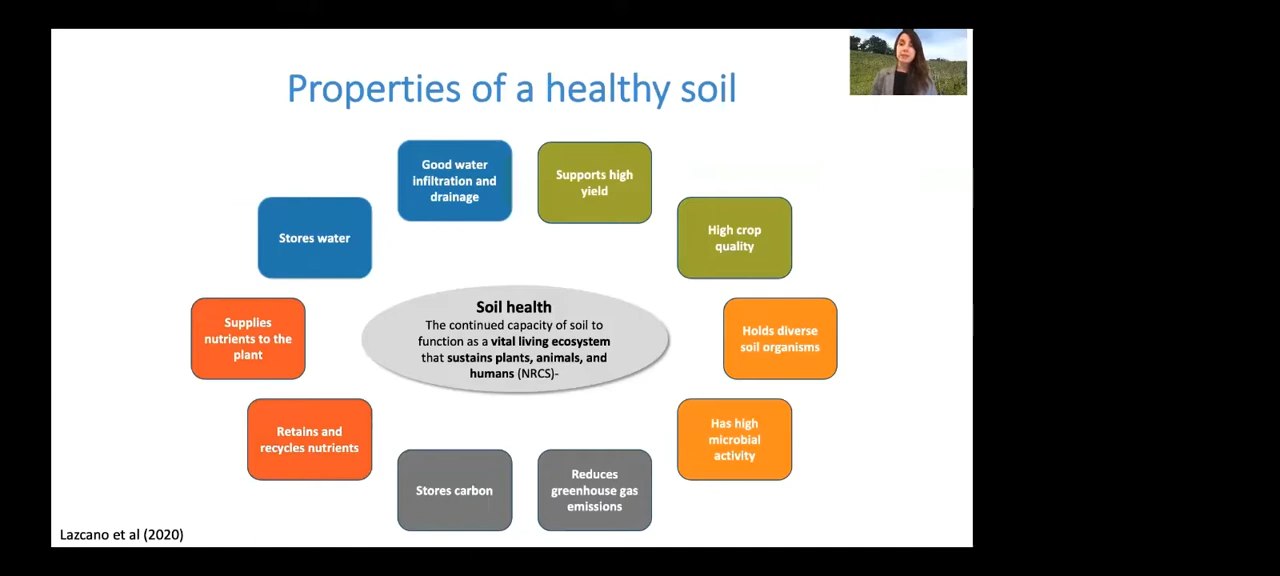 Properties of a healthy soil
Good water
infiltration and
drainage
Supports high
yield
Stores water
High crop
quality
Soil health
The continued capacity of soil to
function as a vital living ecosystem
that sustains plants, animals, and
humans (NRCS)-
Supplies
nutrients to the
plant
Holds diverse
soil organisms
Retains and
recycles nutrients
Has high
microbial
activity
Stores carbon
Reduces
greenhouse gas
emissions
Lazcano et al (2020)